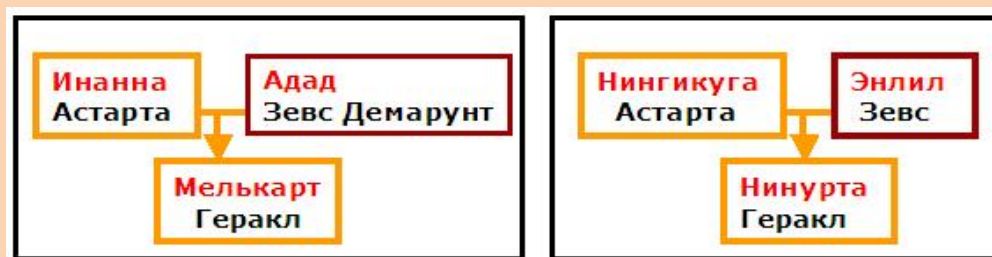 Инанна
Астарта
Адад
Зевс Демарунт
Мелькарт
Геракл
Нингикуга
Астарта
Энлил
Зевс
Нинурта
Геракл